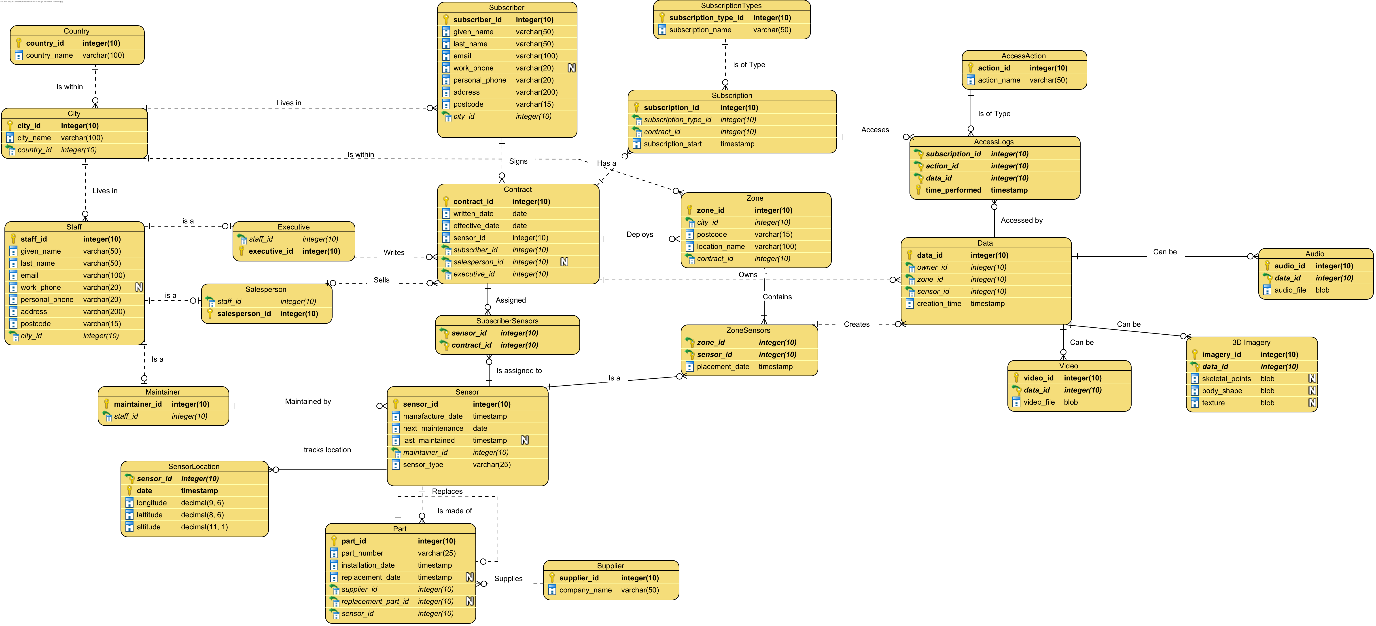 Country
country_id integer(10)
country_name varchar(100)
Is within
City
city_id integer(10)
city_name varchar(100)
country_id integer(10)
Lives in
Subscriber
subscriber_id integer(10)
given_name varchar(50)
last_name varchar(50)
email varchar(100)
work_phone varchar(20) N
personal_phone varchar(20)
address varchar(200)
postcode varchar(15)
city_id integer(10)
SubscriptionTypes
subscription_type_id integer(10)
subscription_name varchar(50)
is of Type
Subscription
subscription_id integer(10)
subscription_type_id integer(10)
contract_id integer(10)
subscription_start timestamp
Acceses
AccessAction
action_id integer(10)
action_name varchar(50)
Is of Type
AccessLogs
subscription_id integer(10)
action_id integer(10)
data_id integer(10)
time_performed timestamp
Accessed by
Is within
Signs
Has a
Lives in
Staff
staff_id integer(10)
given_name varchar(50)
last_name varchar(50)
email varchar(100)
work_phone varchar(20) N
personal_phone varchar(20)
address varchar(200)
postcode varchar(15)
city_id integer(10)
is a
Executive
staff_id integer(10)
executive_id integer(10)
Writes
is a
Salesperson
staff_id integer(10)
salesperson_id integer(10)
Sells
Contract
contract_id integer(10)
written_date date
effective_date date
sensor_id integer(10)
subscriber_id integer(10)
salesperson_id integer(10) N
executive_id integer(10)
Deploys
Zone
zone_id integer(10)
city_id integer(10)
postcode varchar(15)
location_name varchar(100)
contract_id integer(10)
Owns
Contains
Data
data_id integer(10)
owner_id integer(10)
zone_id integer(10)
sensor_id integer(10)
creation_time timestamp
Can be
Audio
audio_id integer(10)
data_id integer(10)
audio_file blob
Assigned
SubscriberSensors
sensor_id integer(10)
contract_id integer(10)
Is assigned to
ZoneSensors
zone_id integer(10)
sensor_id integer(10)
placement_date timestamp
Creates
Can be
Can be
Video
video_id integer(10)
data_id integer(10)
video_file blob
3D Imagery
imagery_id integer(10)
data_id integer(10)
skeletal_points blob N
body_shape blob N
texture blob N
Is a
Maintainer
maintainer_id integer(10)
staff_id integer(10)
Maintained by
Is a
Sensor
sensor_id integer(10)
manafacture_date timestamp
next_maintenance date
last_maintained timestamp N
maintainer_id integer(10)
sensor_type varchar(25)
tracks location
SensorLocation
sensor_id integer(10)
date timestamp
longitude decimal(9, 6)
latitude decimal(8, 6)
altitude decimal(11, 1)
Replaces
Is made of
Part
part_id integer(10)
part_number varchar(25)
installation_date timestamp
replacement_date timestamp N
supplier_id integer(10)
replacement_part_id integer(10) N
sensor_id integer(10)
Supplies
Supplier
supplier_id integer(10)
company_name varchar(50)